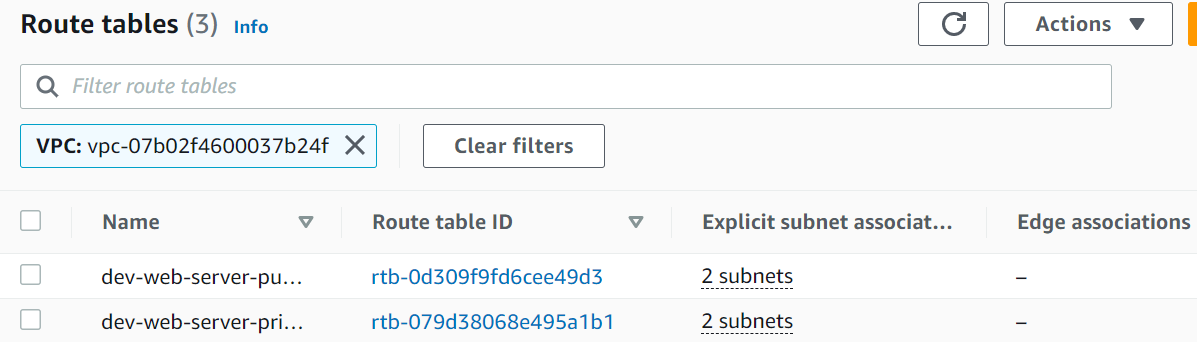 Route tables (3) Info
Actions
Filter route tables
VPC: vpc-07b02f4600037b24f
Clear filters
Name Route table ID Explicit subnet associat... Edge associations
dev-web-server-pu... rtb-0d309f9fd6cee49d3 2 subnets –
dev-web-server-pri... rtb-079d38068e495a1b1 2 subnets –